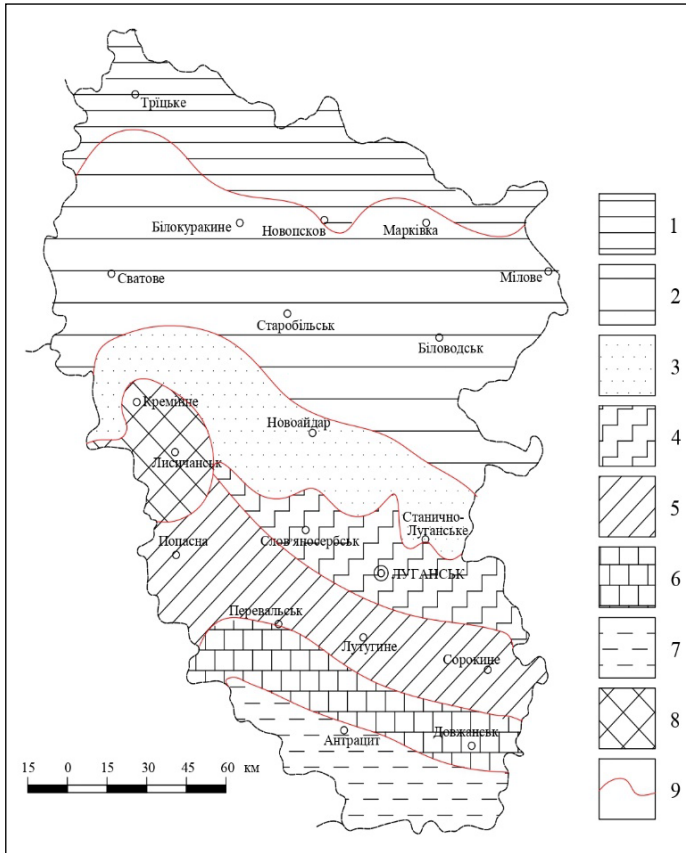 Тріцьке
Білокуракине
Новопсков
Марківка
Сватове
Мілове
Старобільськ
Біловодськ
Кремінне
Новоайдар
Лисичанськ
Станично-
Луганське
Слов'яносербськ
Попасна
ЛУГАНСЬК
Перевальськ
Лутугине
Сорокине
Антрацит
Довжанськ
15 0 15 30 45 60 км
1
2
3
4
5
6
7
8
9